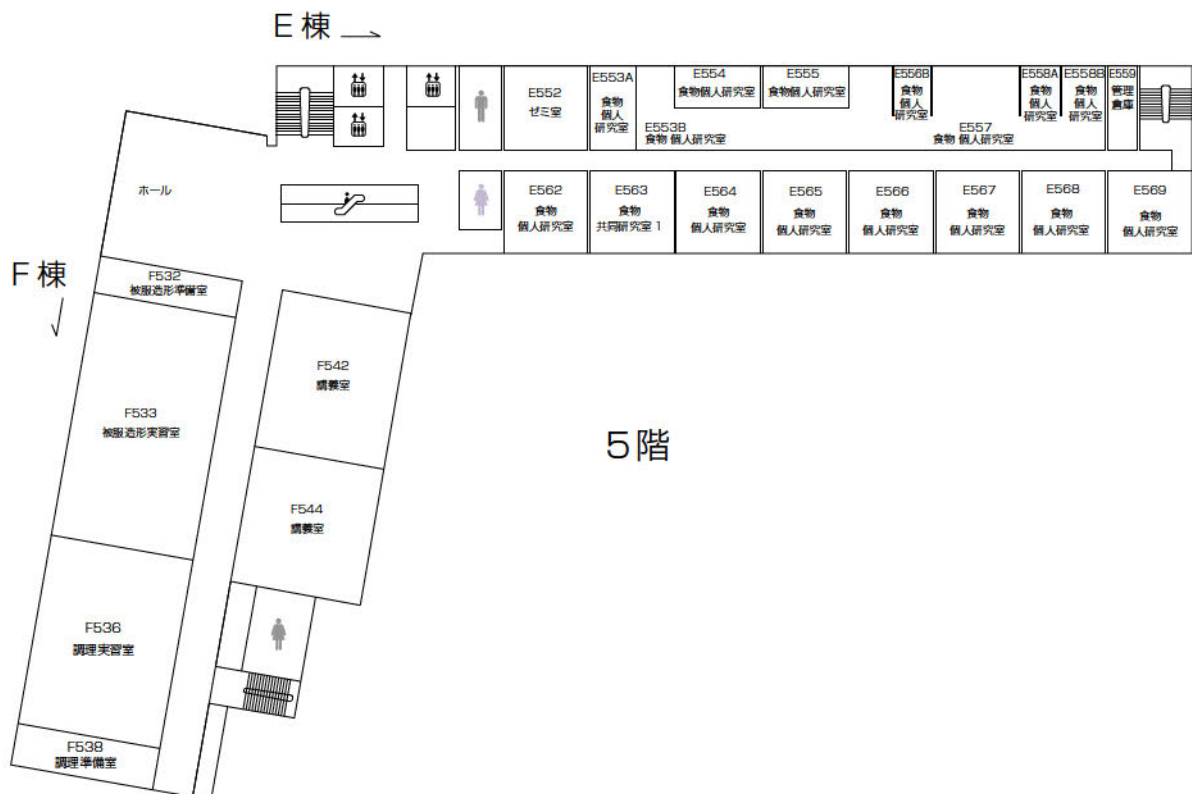 E棟
E552
ゼミ室
E553A
食物
個人
研究室
E553B
食物 個人研究室
E554
食物個人研究室
E555
食物個人研究室
E556B
食物
個人
研究室
E557
食物 個人研究室
E558A
食物
個人
研究室
E558B
食物
個人
研究室
E559
管理
倉庫
ホール
E562
食物
個人研究室
E563
食物
共同研究室 1
E564
食物
個人研究室
E565
食物
個人研究室
E566
食物
個人研究室
E567
食物
個人研究室
E568
食物
個人研究室
E569
食物
個人研究室
F棟
F532
被服造形準備室
F533
被服造形実習室
F542
講義室
5階
F544
講義室
F536
調理実習室
F538
調理準備室